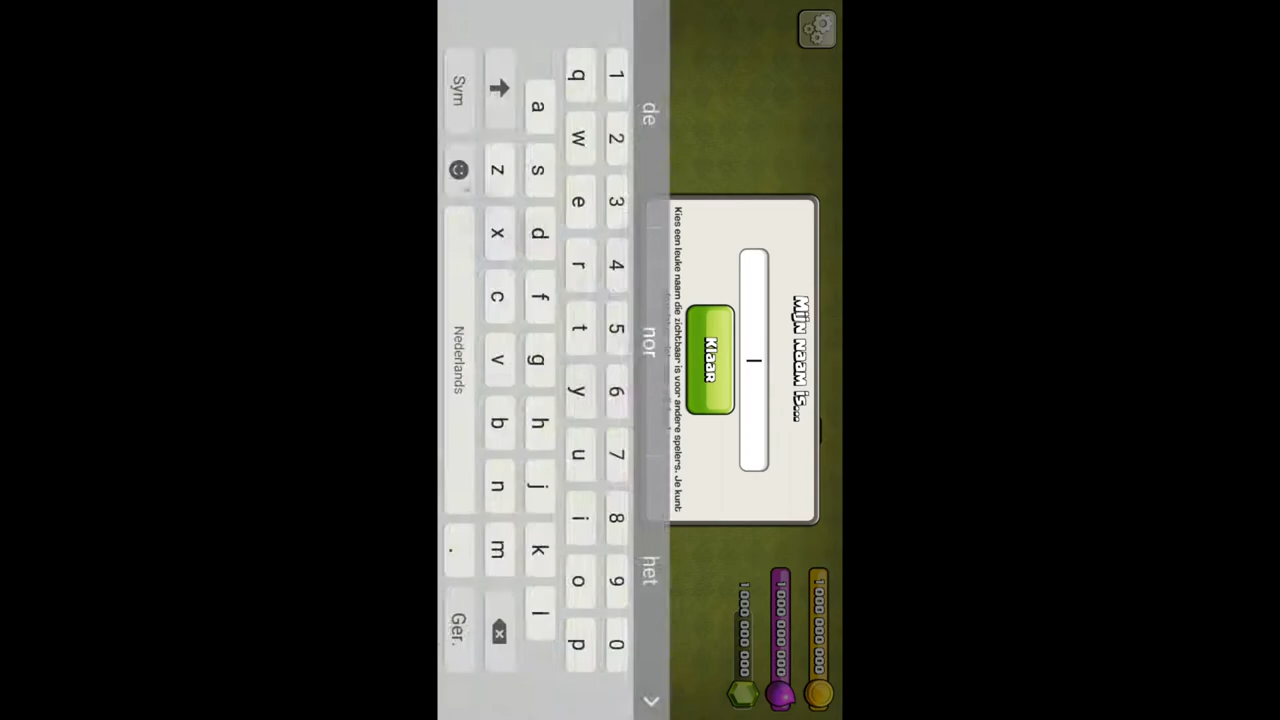 1 000 000 000
1 000 000 000
1 000 000 000
Mijn naam is...
Klaar
Kies een leuke naam die zichtbaar is voor andere spelers. Je kunt
de nor het
1 2 3 4 5 6 7 8 9 0
q w e r t y u i o p
a s d f g h j k l
z x c v b n m
Sym Nederlands . Ger.